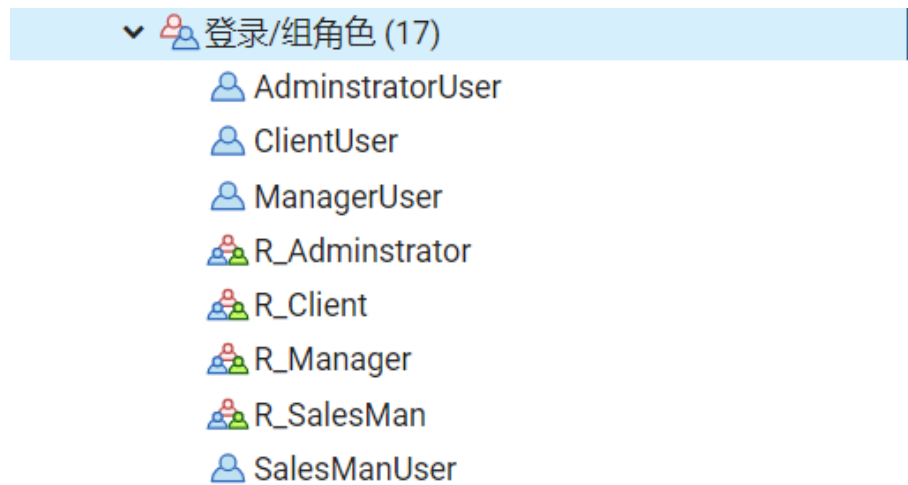 登录/组角色 (17)
AdminstratorUser
ClientUser
ManagerUser
R_Adminstrator
R_Client
R_Manager
R_SalesMan
SalesManUser